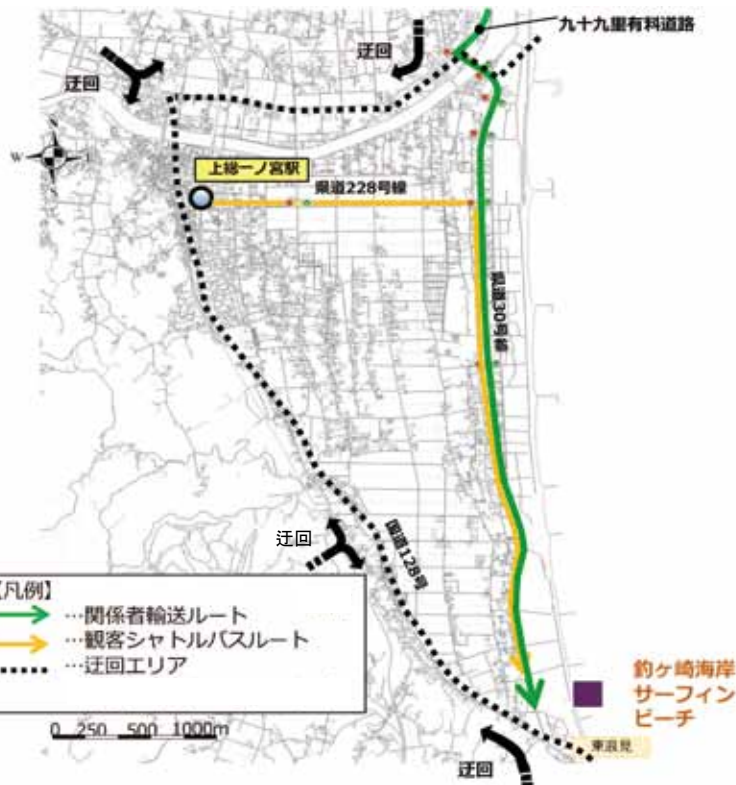 九十九里有料道路
迂回
迂回
W
上総一ノ宮駅
県道228号線
県道30号線
迂回
国道128号
【凡例】
…関係者輸送ルート
…観客シャトルバスルート
…迂回エリア
0 250 500 1000m
釣ヶ崎海岸
サーフィン
ビーチ
東浪見
迂回